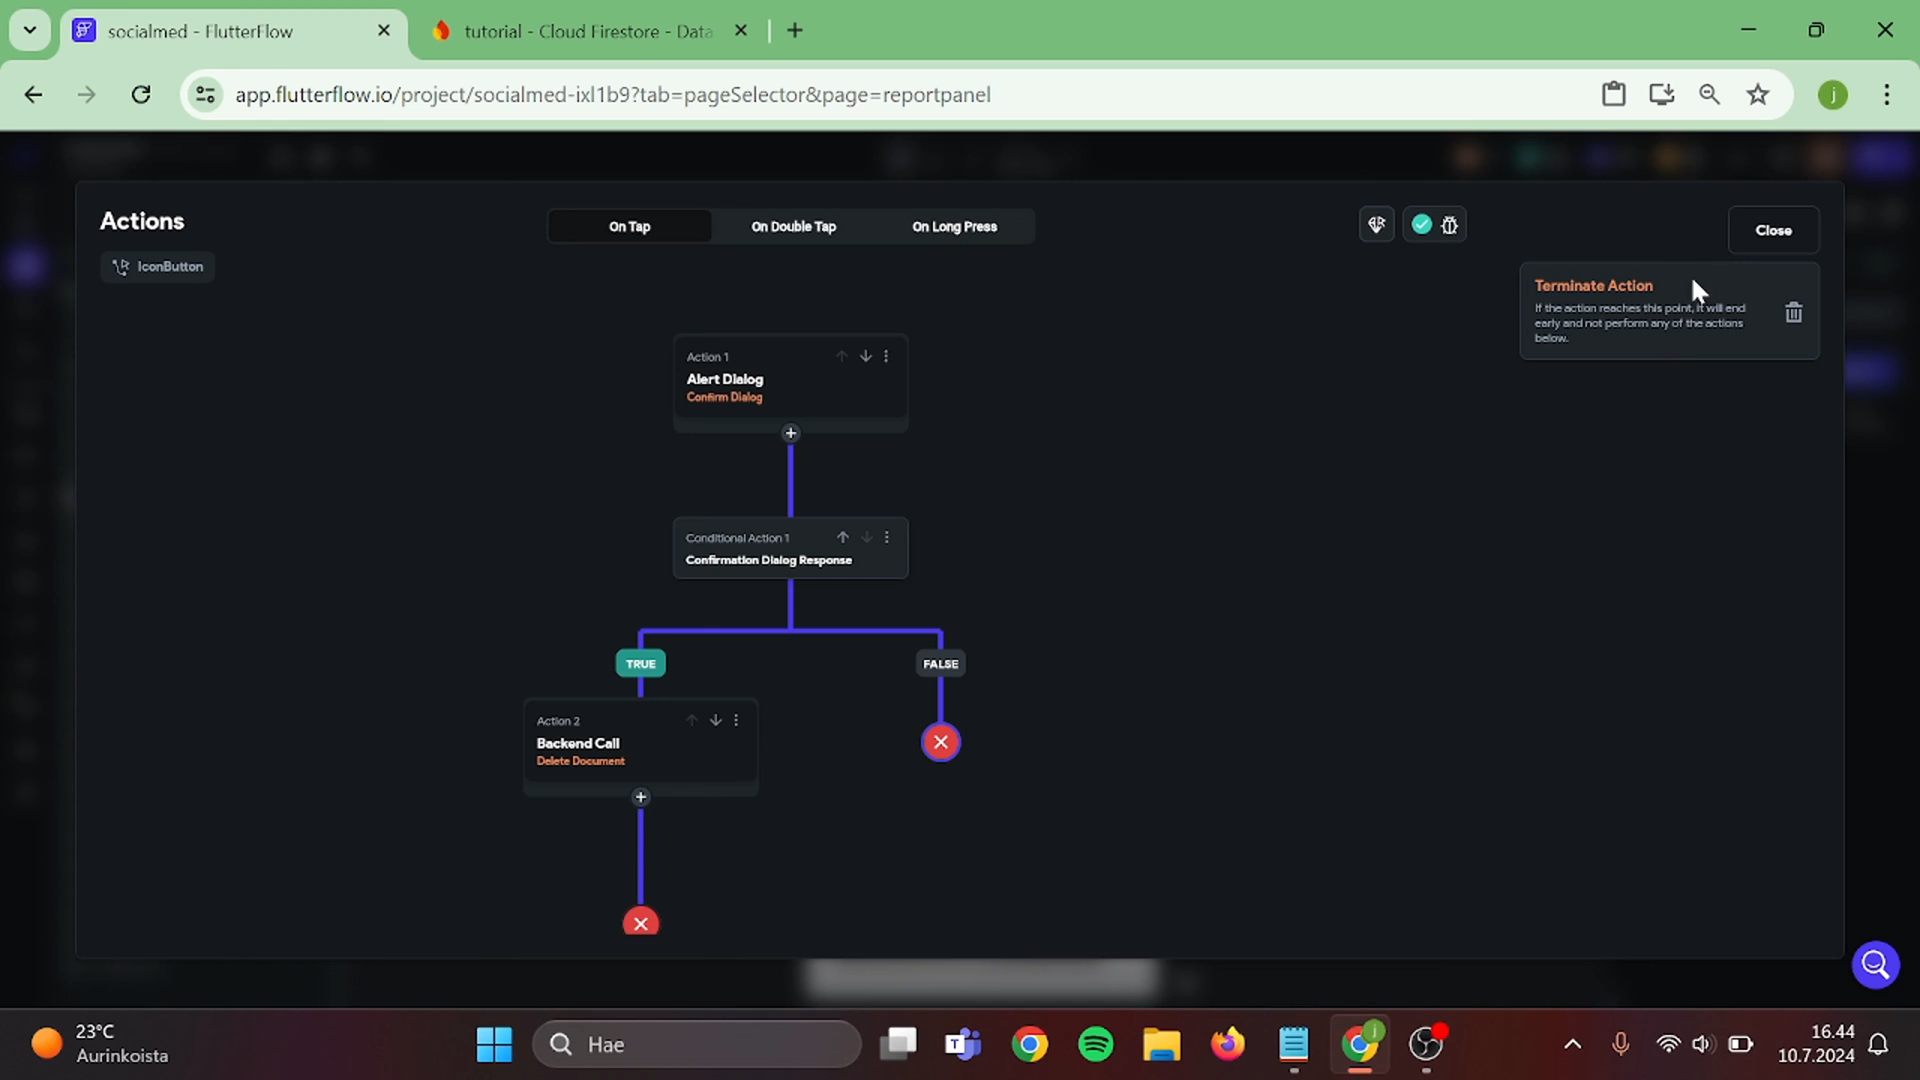 socialmed - FlutterFlow
tutorial - Cloud Firestore - Data
app.flutterflow.io/project/socialmed-ixl1b9?tab=pageSelector&page=reportpanel
j
Actions
On Tap
On Double Tap
On Long Press
Close
IconButton
Terminate Action
If the action reaches this point, it will end
early and not perform any of the actions
below.
Action 1
Alert Dialog
Confirm Dialog
Conditional Action 1
Confirmation Dialog Response
TRUE
FALSE
Action 2
Backend Call
Delete Document
23°C
Aurinkoista
Hae
T
j
16.44
10.7.2024